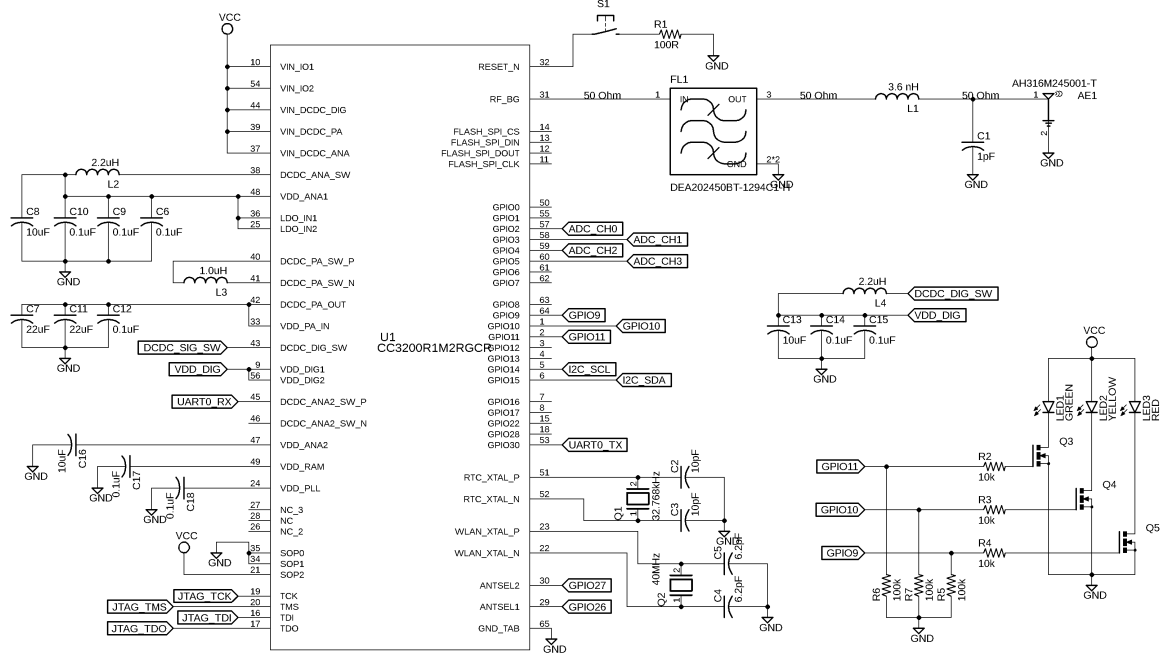 VCC
10 VIN_IO1
54 VIN_IO2
44 VIN_DCDC_DIG
39 VIN_DCDC_PA
37 VIN_DCDC_ANA
2.2uH
L2
38 DCDC_ANA_SW
48 VDD_ANA1
36 LDO_IN1
25 LDO_IN2
C8 C10 C9 C6
10uF 0.1uF 0.1uF 0.1uF
GND
40 DCDC_PA_SW_P
1.0uH
L3
41 DCDC_PA_SW_N
42 DCDC_PA_OUT
33 VDD_PA_IN
C7 C11 C12
22uF 22uF 0.1uF
GND
DCDC_SIG_SW 43 DCDC_DIG_SW
VDD_DIG 9 VDD_DIG1
56 VDD_DIG2
UART0_RX 45 DCDC_ANA2_SW_P
46 DCDC_ANA2_SW_N
47 VDD_ANA2
10uF C16
GND
49 VDD_RAM
0.1uF C17
GND
24 VDD_PLL
0.1uF C18
GND
27 NC_3
28 NC
26 NC_2
VCC
GND
35 SOP0
34 SOP1
21 SOP2
JTAG_TCK 19 TCK
JTAG_TMS 20 TMS
JTAG_TDI 16 TDI
JTAG_TDO 17 TDO
U1
CC3200R1M2RGCR
S1
R1
100R
GND
RESET_N 32
RF_BG 31 50 Ohm
FL1
1 IN OUT 3
GND 2*2
DEA202450BT-1294C1-H
GND
50 Ohm
3.6 nH
L1
50 Ohm
C1
1pF
GND
AH316M245001-T
1 AE1
2
GND
FLASH_SPI_CS 14
FLASH_SPI_DIN 13
FLASH_SPI_DOUT 12
FLASH_SPI_CLK 11
GPIO0 50
GPIO1 55
GPIO2 57 ADC_CH0
GPIO3 58 ADC_CH1
GPIO4 59 ADC_CH2
GPIO5 60 ADC_CH3
GPIO6 61
GPIO7 62
GPIO8 63
GPIO9 64 GPIO9
GPIO10 1 GPIO10
GPIO11 2 GPIO11
GPIO12 3
GPIO13 4
GPIO14 5 I2C_SCL
GPIO15 6 I2C_SDA
GPIO16 7
GPIO17 8
GPIO22 15
GPIO28 18
GPIO30 53 UART0_TX
RTC_XTAL_P 51
RTC_XTAL_N 52
Q1 1 2 32.768kHz
C2 10pF
C3 10pF
GND
WLAN_XTAL_P 23
WLAN_XTAL_N 22
40MHz
Q2 1 2
C5 6.2pF
C4 6.2pF
GND
ANTSEL2 30 GPIO27
ANTSEL1 29 GPIO26
GND_TAB 65
GND
2.2uH
L4
DCDC_DIG_SW
VDD_DIG
C13 C14 C15
10uF 0.1uF 0.1uF
GND
VCC
LED1 GREEN
LED2 YELLOW
LED3 RED
Q3
Q4
Q5
GPIO11 R2
10k
GPIO10 R3
10k
GPIO9 R4
10k
R6 100k
R7 100k
R5 100k
GND
GND